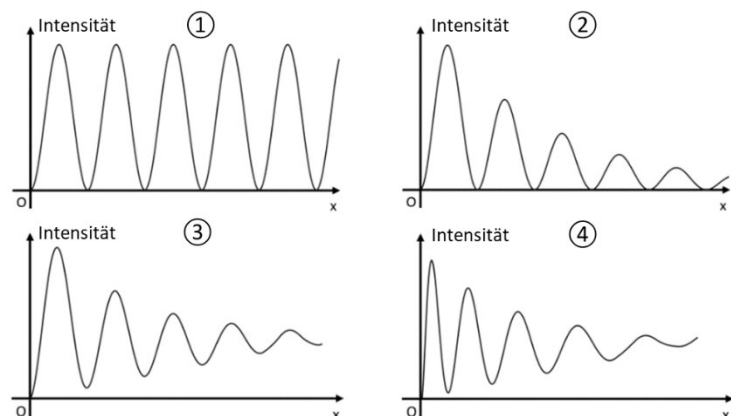 Intensität ①
O x
Intensität ②
O x
Intensität ③
O x
Intensität ④
O x